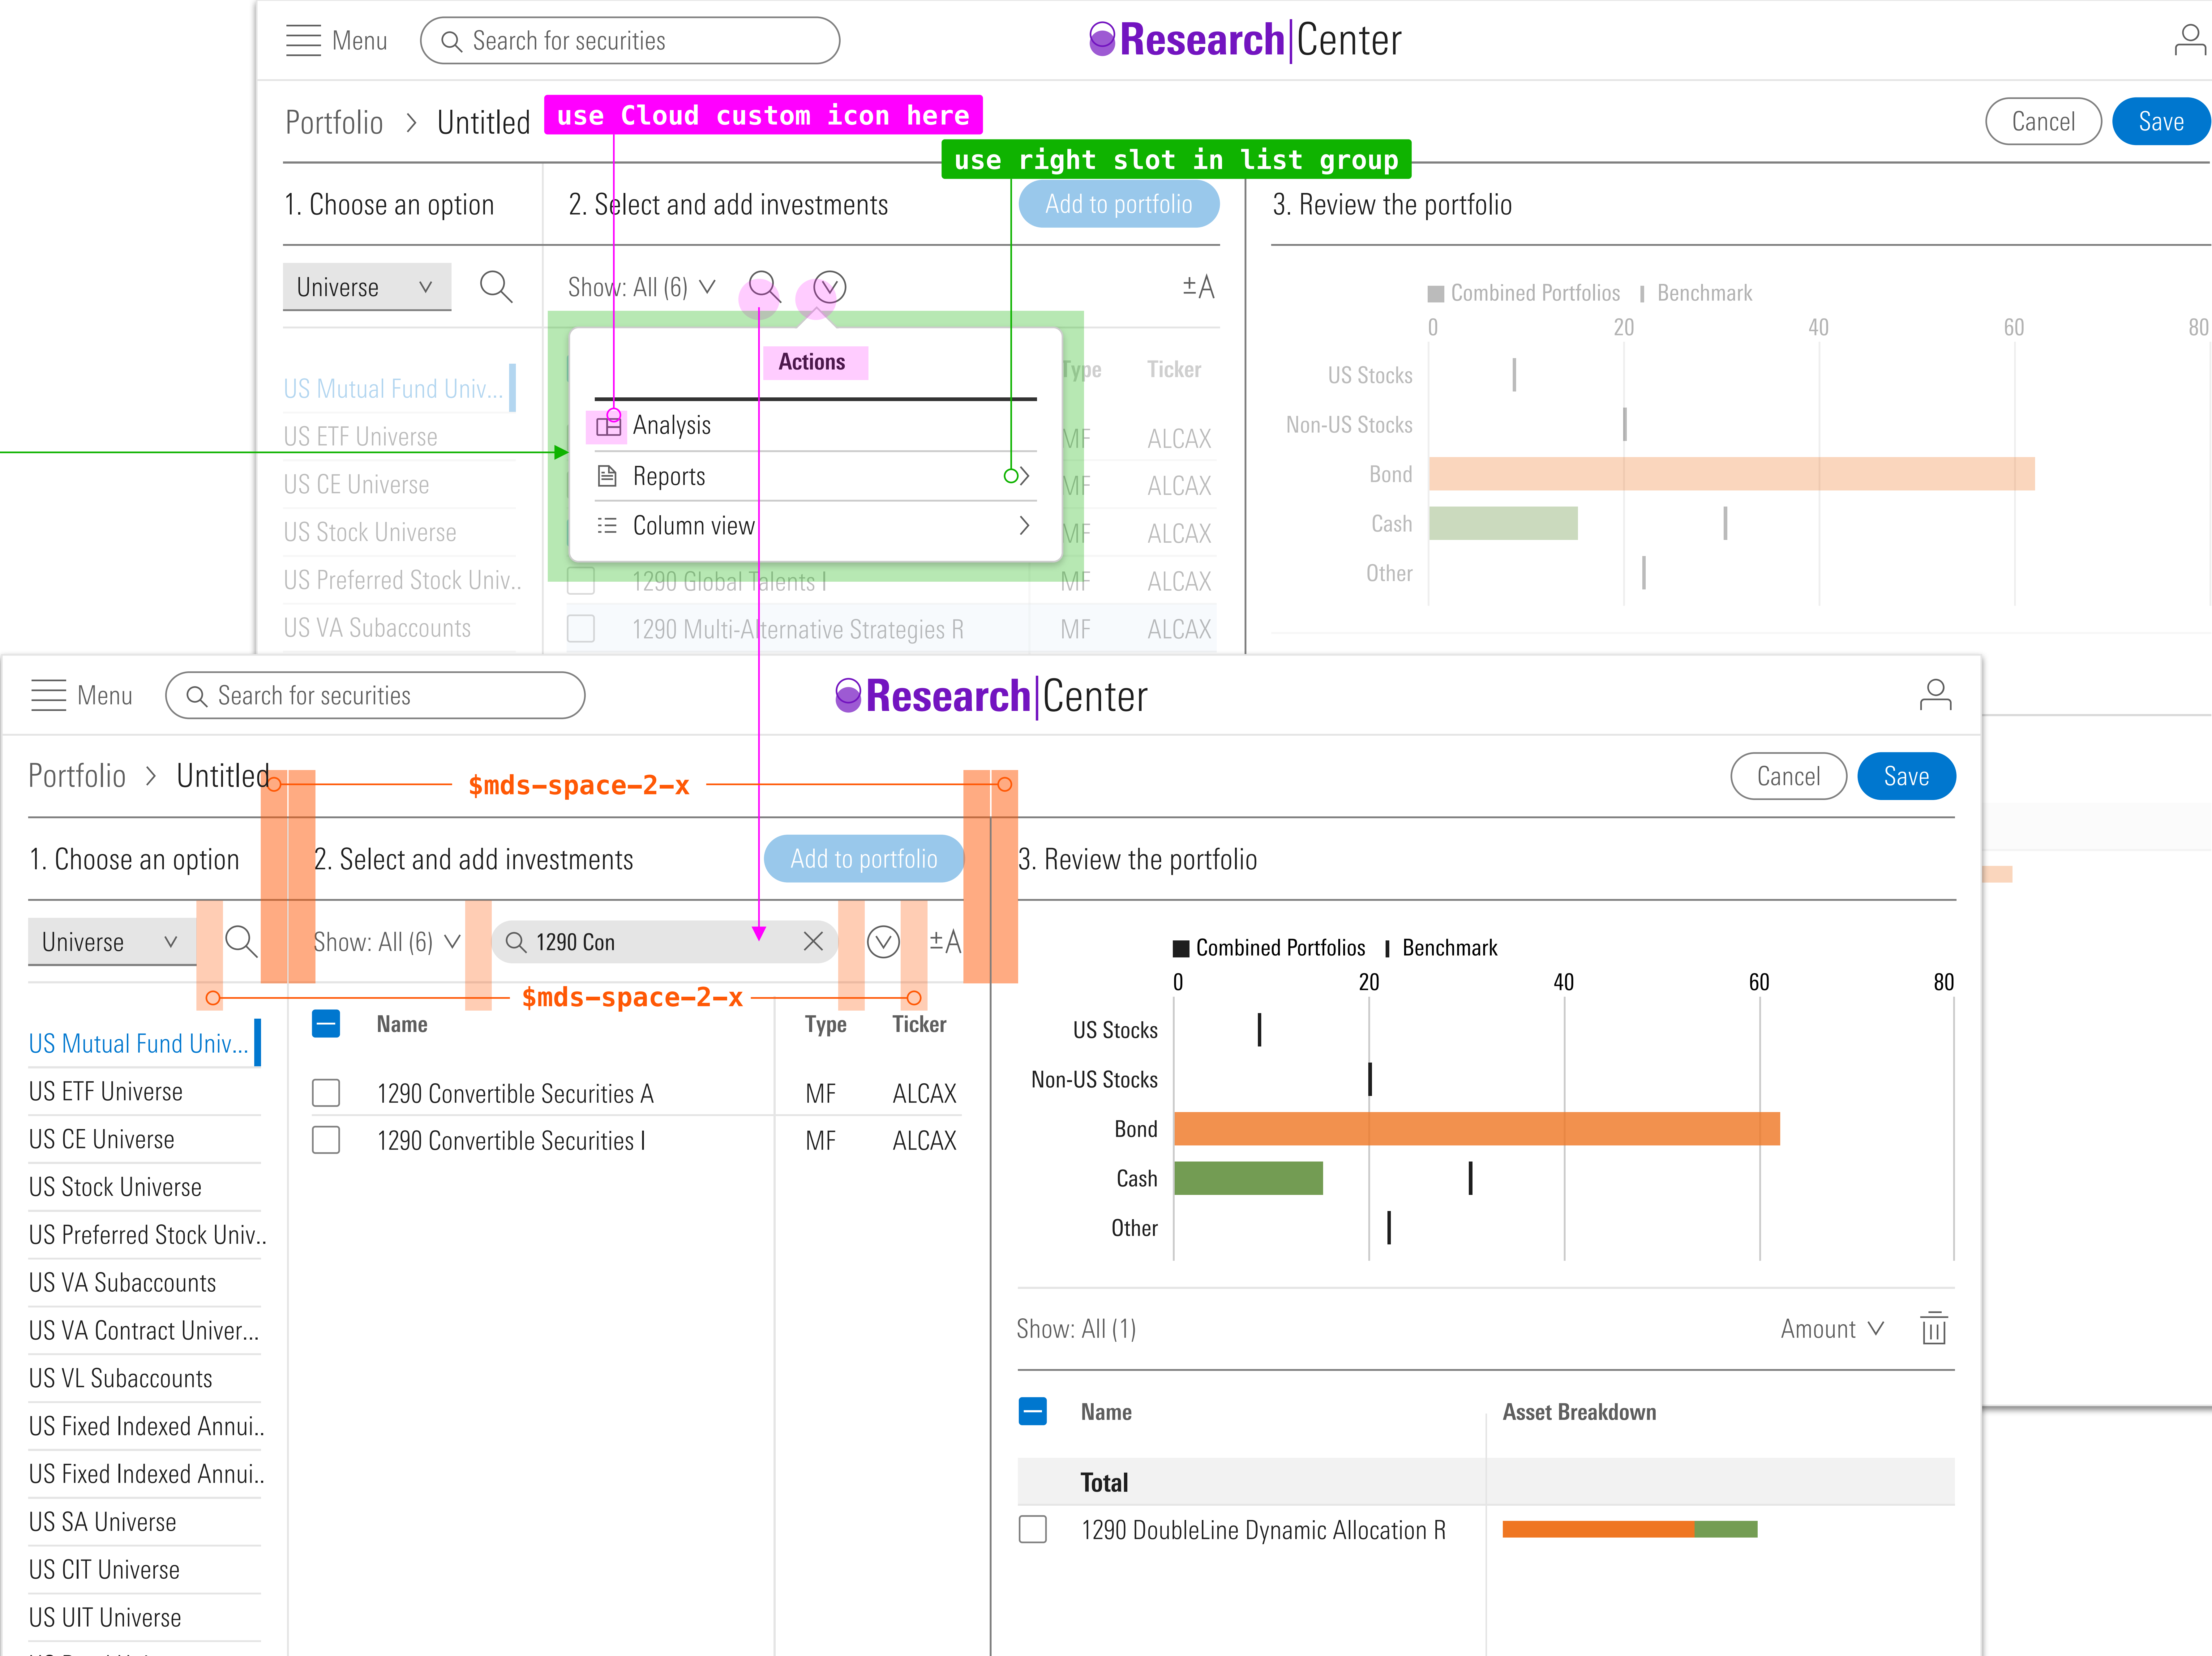 Menu
Search for securities
Research|Center
Portfolio > Untitled
use Cloud custom icon here
Cancel
Save
use right slot in list group
1. Choose an option
2. Select and add investments
Add to portfolio
3. Review the portfolio
Universe
Show: All (6)
±A
Combined Portfolios
Benchmark
0 20 40 60 80
Actions
Type
Ticker
US Mutual Fund Univ...
US ETF Universe
US CE Universe
US Stock Universe
US Preferred Stock Univ..
US VA Subaccounts
Analysis
Reports
Column view
MF ALCAX
MF ALCAX
MF ALCAX
1290 Global Talents I MF ALCAX
1290 Multi-Alternative Strategies R MF ALCAX
US Stocks
Non-US Stocks
Bond
Cash
Other
Menu
Search for securities
Research|Center
Portfolio > Untitled
$mds-space-2-x
Cancel
Save
1. Choose an option
2. Select and add investments
Add to portfolio
3. Review the portfolio
Universe
Show: All (6)
1290 Con
±A
$mds-space-2-x
US Mutual Fund Univ...
US ETF Universe
US CE Universe
US Stock Universe
US Preferred Stock Univ..
US VA Subaccounts
US VA Contract Univer...
US VL Subaccounts
US Fixed Indexed Annui..
US Fixed Indexed Annui..
US SA Universe
US CIT Universe
US UIT Universe
Name Type Ticker
1290 Convertible Securities A MF ALCAX
1290 Convertible Securities I MF ALCAX
Combined Portfolios
Benchmark
0 20 40 60 80
US Stocks
Non-US Stocks
Bond
Cash
Other
Show: All (1)
Amount
Name
Asset Breakdown
Total
1290 DoubleLine Dynamic Allocation R